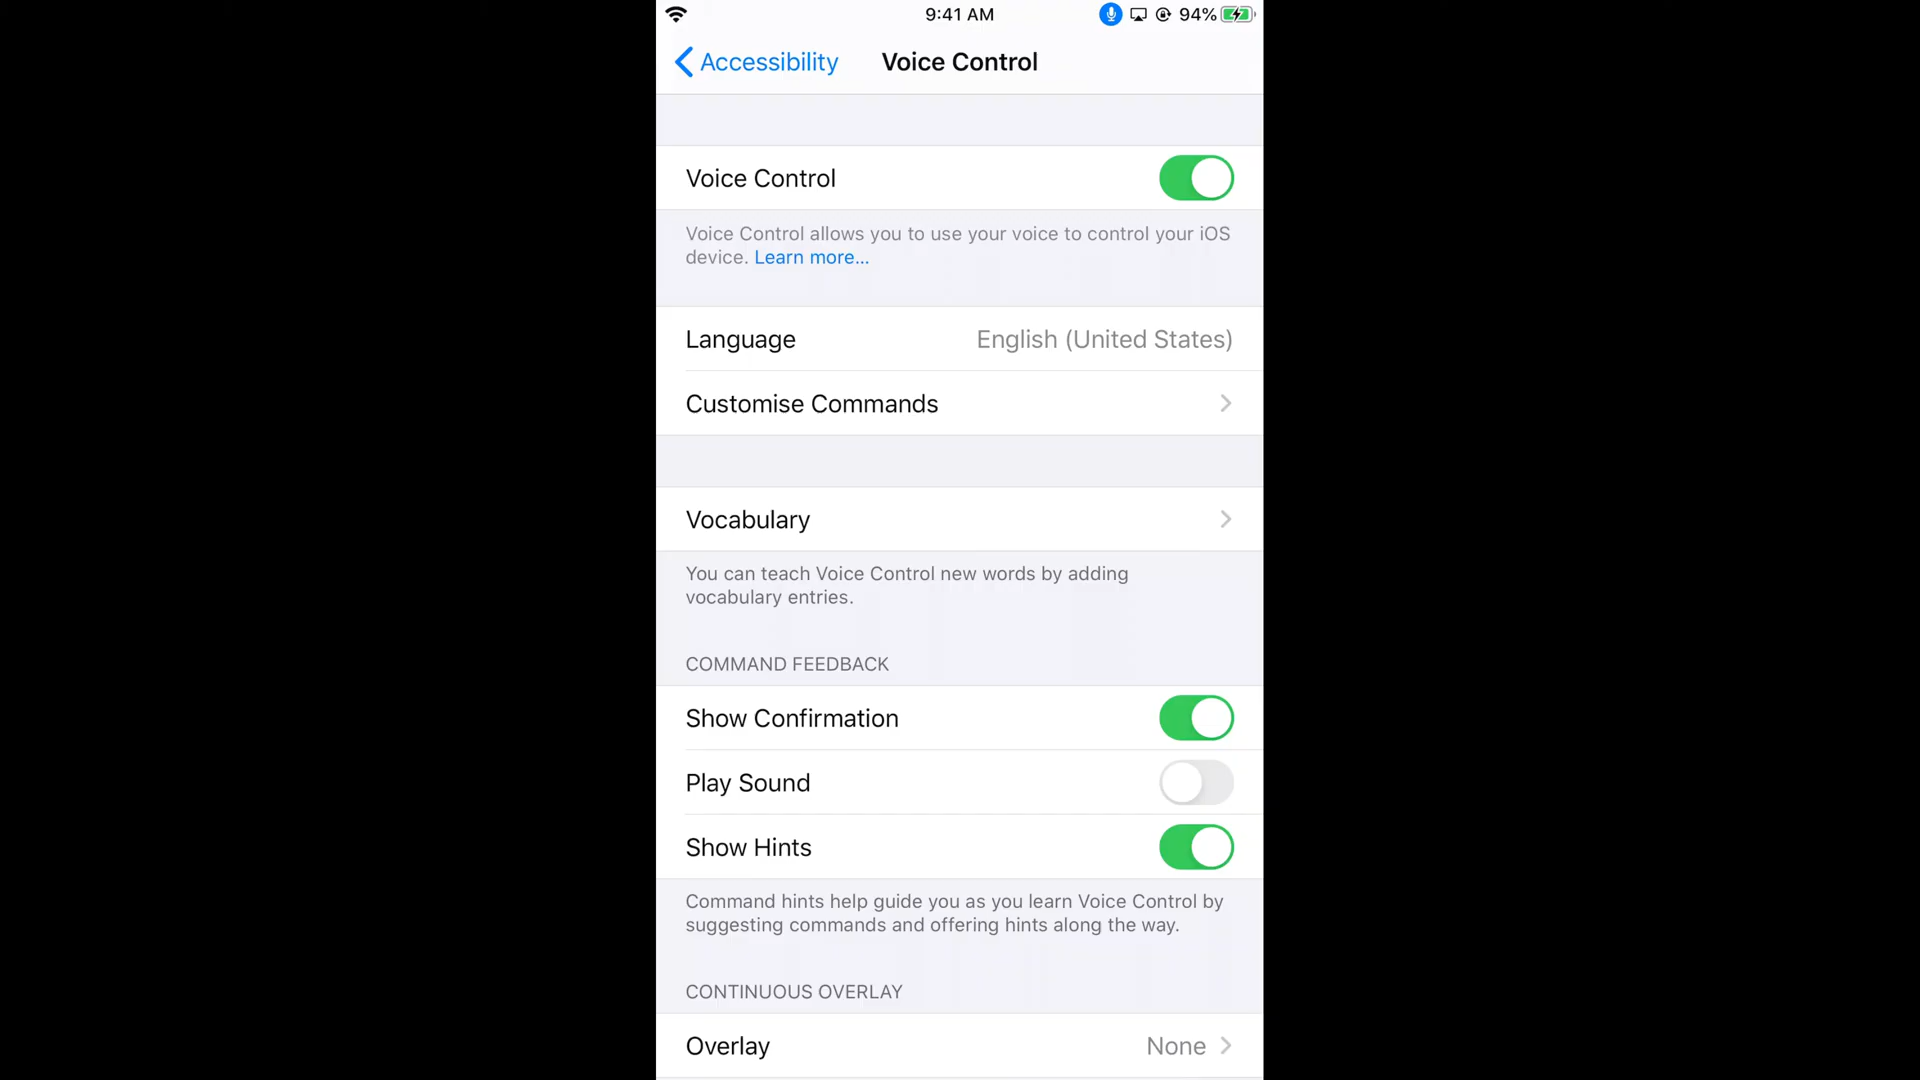 9:41 AM
94%
Accessibility
Voice Control
Voice Control
Voice Control allows you to use your voice to control your iOS
device. Learn more...
Language
English (United States)
Customise Commands
Vocabulary
You can teach Voice Control new words by adding
vocabulary entries.
COMMAND FEEDBACK
Show Confirmation
Play Sound
Show Hints
Command hints help guide you as you learn Voice Control by
suggesting commands and offering hints along the way.
CONTINUOUS OVERLAY
Overlay
None